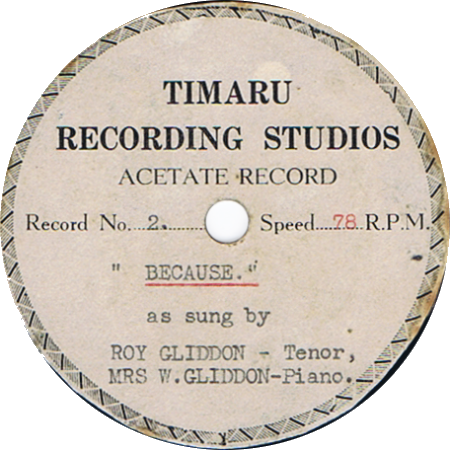 TIMARU
RECORDING STUDIOS
ACETATE RECORD
Record No. 2. Speed 78 R.P.M.
" BECAUSE."
as sung by
ROY GLIDDON - Tenor,
MRS W.GLIDDON-Piano.